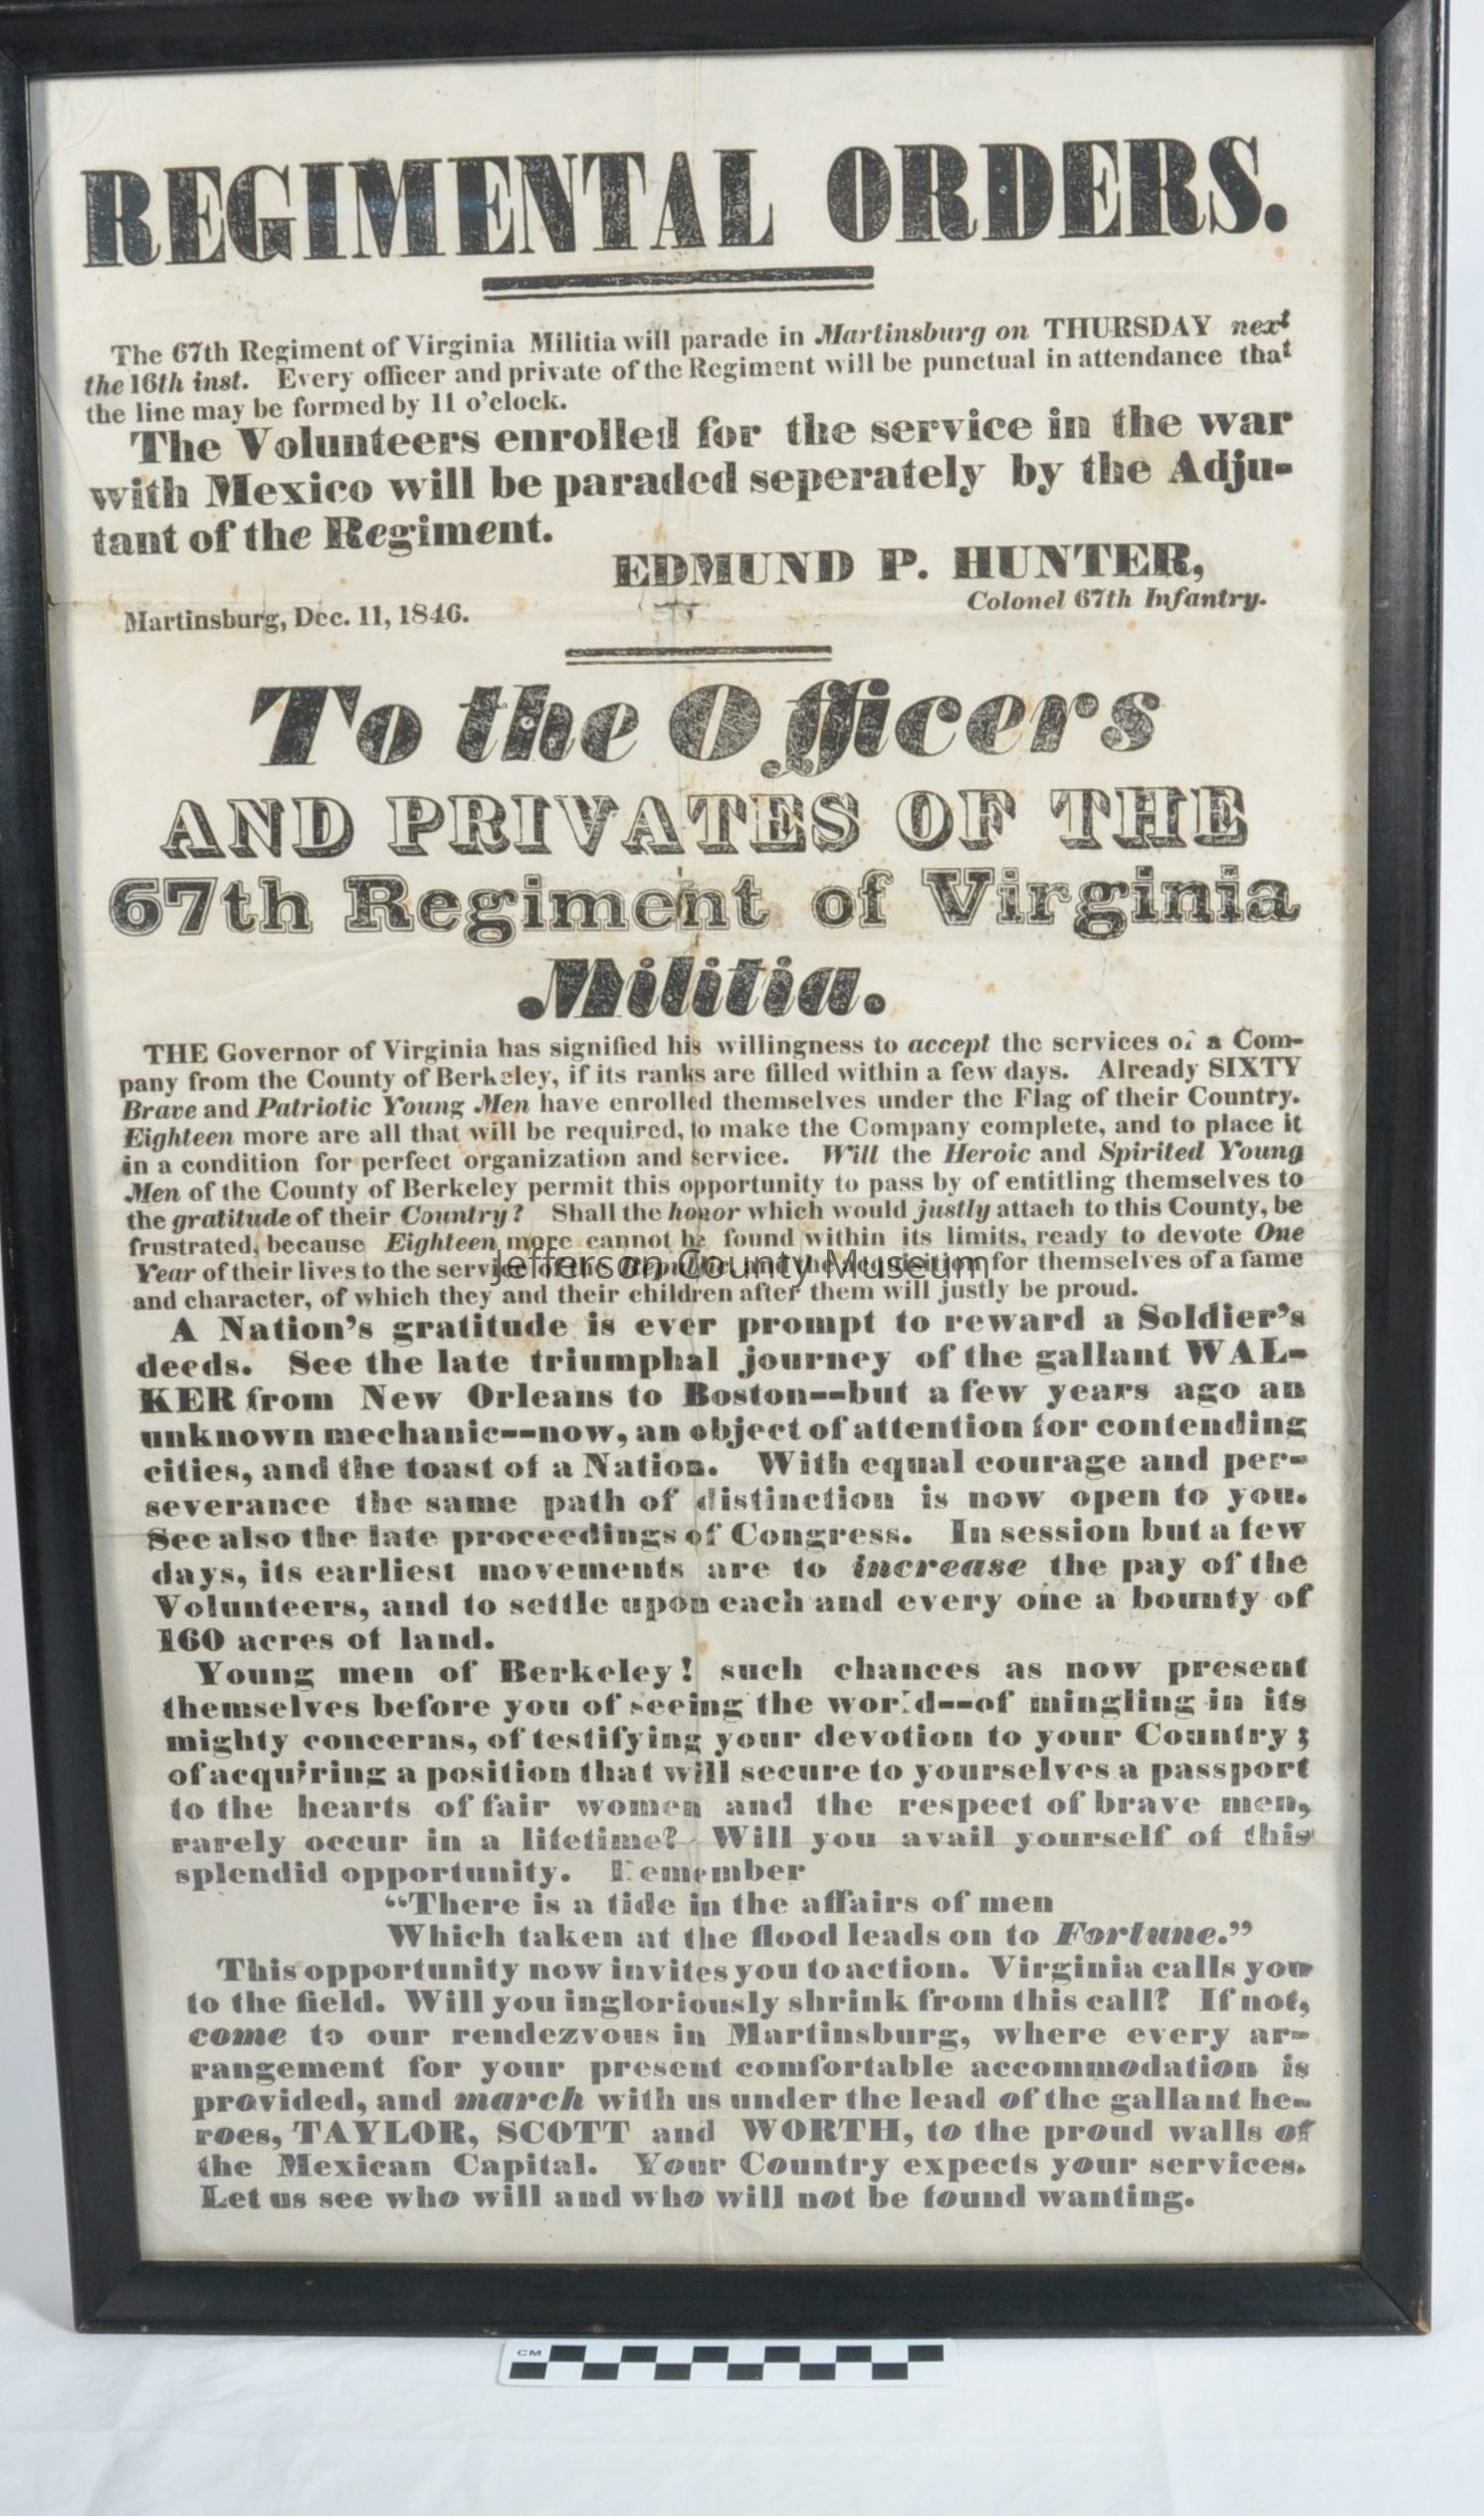 REGIMENTAL ORDERS.
The 67th Regiment of Virginia Militia will parade in Martinsburg on THURSDAY next
the 16th inst. Every officer and private of the Regiment will be punctual in attendance that
the line may be formed by 11 o'clock.
The Volunteers enrolled for the service in the war
with Mexico will be paraded seperately by the Adju-
tant of the Regiment.
EDMUND P. HUNTER,
Colonel 67th Infantry.
Martinsburg, Dec. 11, 1846.
To the Officers
AND PRIVATES OF THE
67th Regiment of Virginia
Militia.
THE Governor of Virginia has signified his willingness to accept the services of a Com-
pany from the County of Berkeley, if its ranks are filled within a few days. Already SIXTY
Brave and Patriotic Young Men have enrolled themselves under the Flag of their Country.
Eighteen more are all that will be required, to make the Company complete, and to place it
in a condition for perfect organization and service. Will the Heroic and Spirited Young
Men of the County of Berkeley permit this opportunity to pass by of entitling themselves to
the gratitude of their Country? Shall the honor which would justly attach to this County, be
frustrated, because Eighteen more cannot be found within its limits, ready to devote One
Year of their lives to the service of the Republic, and the acquisition for themselves of a fame
Jefferson County Museum
and character, of which they and their children after them will justly be proud.
A Nation's gratitude is ever prompt to reward a Soldier's
deeds. See the late triumphal journey of the gallant WAL-
KER from New Orleans to Boston--but a few years ago an
unknown mechanic--now, an object of attention for contending
cities, and the toast of a Nation. With equal courage and per-
severance the same path of distinction is now open to you.
See also the late proceedings of Congress. In session but a few
days, its earliest movements are to increase the pay of the
Volunteers, and to settle upon each and every one a bounty of
160 acres of land.
Young men of Berkeley! such chances as now present
themselves before you of seeing the world--of mingling in its
mighty concerns, of testifying your devotion to your Country;
of acquiring a position that will secure to yourselves a passport
to the hearts of fair women and the respect of brave men,
rarely occur in a lifetime? Will you avail yourself of this
splendid opportunity. Remember
"There is a tide in the affairs of men
Which taken at the flood leads on to Fortune."
This opportunity now invites you to action. Virginia calls you
to the field. Will you ingloriously shrink from this call? If not,
come to our rendezvous in Martinsburg, where every ar-
rangement for your present comfortable accommodation is
provided, and march with us under the lead of the gallant he-
roes, TAYLOR, SCOTT and WORTH, to the proud walls of
the Mexican Capital. Your Country expects your services.
Let us see who will and who will not be found wanting.
CM